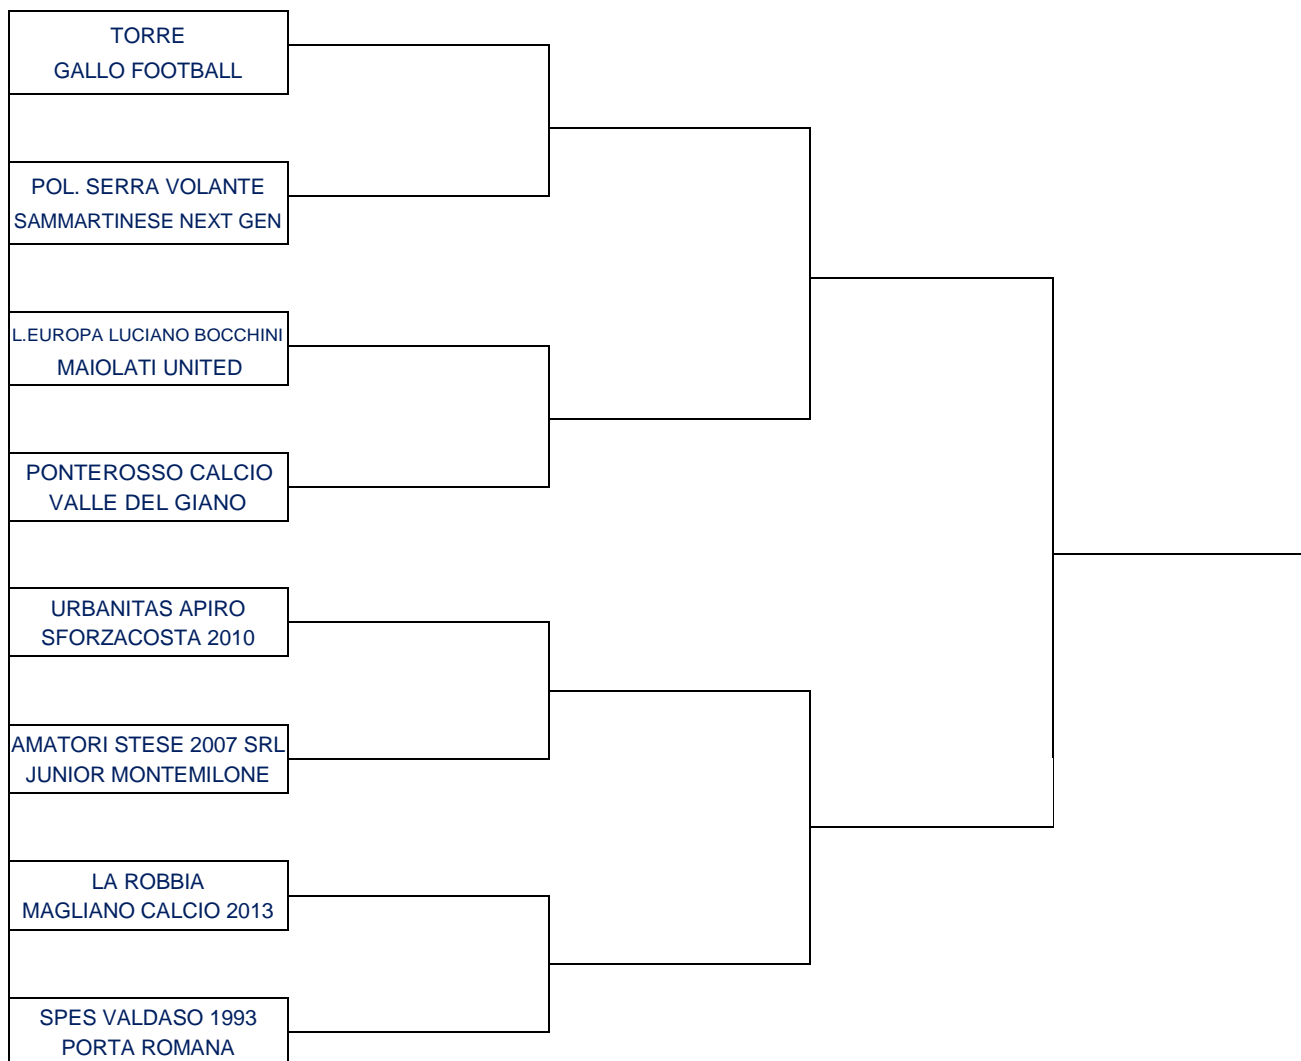 TORRE
GALLO FOOTBALL
POL. SERRA VOLANTE
SAMMARTINESE NEXT GEN
L.EUROPA LUCIANO BOCCHINI
MAIOLATI UNITED
PONTEROSSO CALCIO
VALLE DEL GIANO
URBANITAS APIRO
SFORZACOSTA 2010
AMATORI STESE 2007 SRL
JUNIOR MONTEMILONE
LA ROBBIA
MAGLIANO CALCIO 2013
SPES VALDASO 1993
PORTA ROMANA